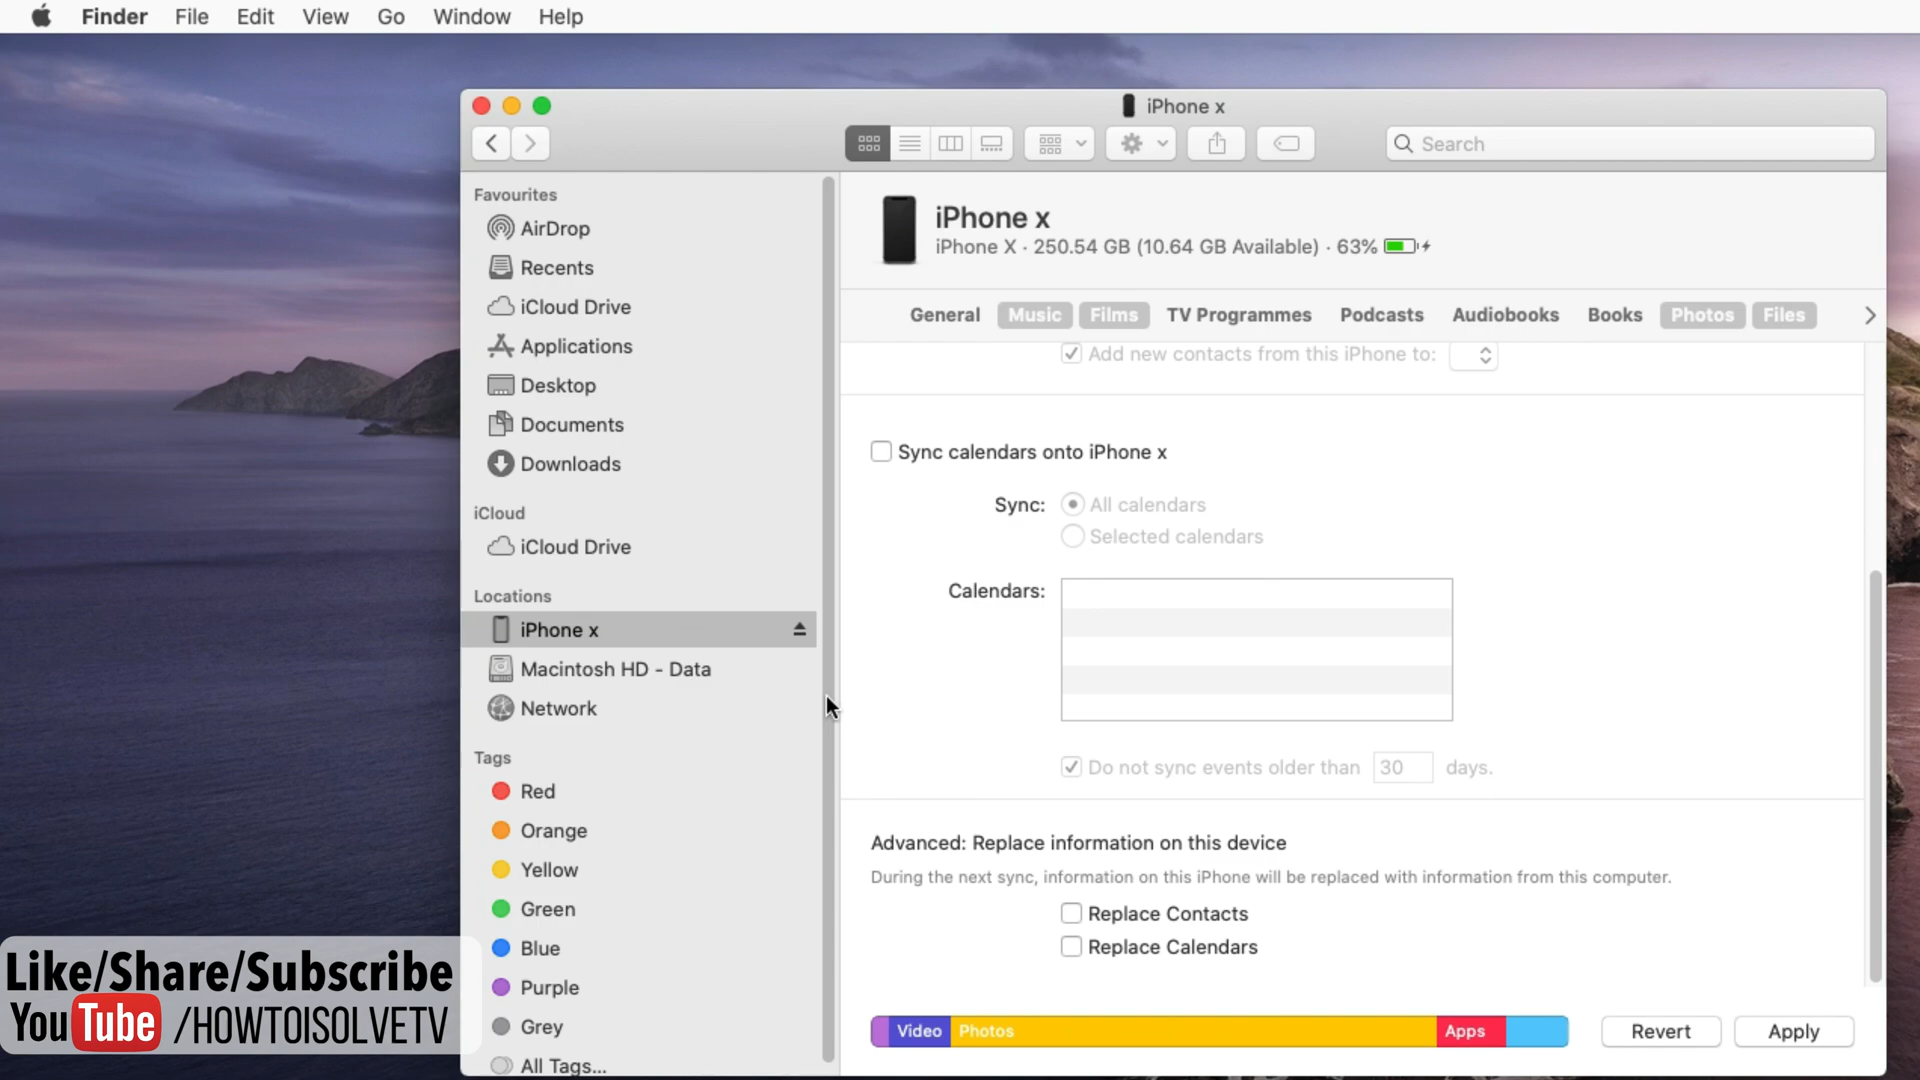 Finder File Edit View Go Window Help
iPhone x
Search
Favourites
AirDrop
Recents
iCloud Drive
Applications
Desktop
Documents
Downloads
iCloud
iCloud Drive
Locations
iPhone x
Macintosh HD - Data
Network
Tags
Red
Orange
Yellow
Green
Blue
Purple
Grey
All Tags...
iPhone x
iPhone X · 250.54 GB (10.64 GB Available) · 63%
General Music Films TV Programmes Podcasts Audiobooks Books Photos Files
Add new contacts from this iPhone to:
Sync calendars onto iPhone x
Sync: All calendars
Selected calendars
Calendars:
Do not sync events older than 30 days.
Advanced: Replace information on this device
During the next sync, information on this iPhone will be replaced with information from this computer.
Replace Contacts
Replace Calendars
Video Photos Apps Revert Apply
Like/Share/Subscribe
YouTube /HOWTOISOLVETV